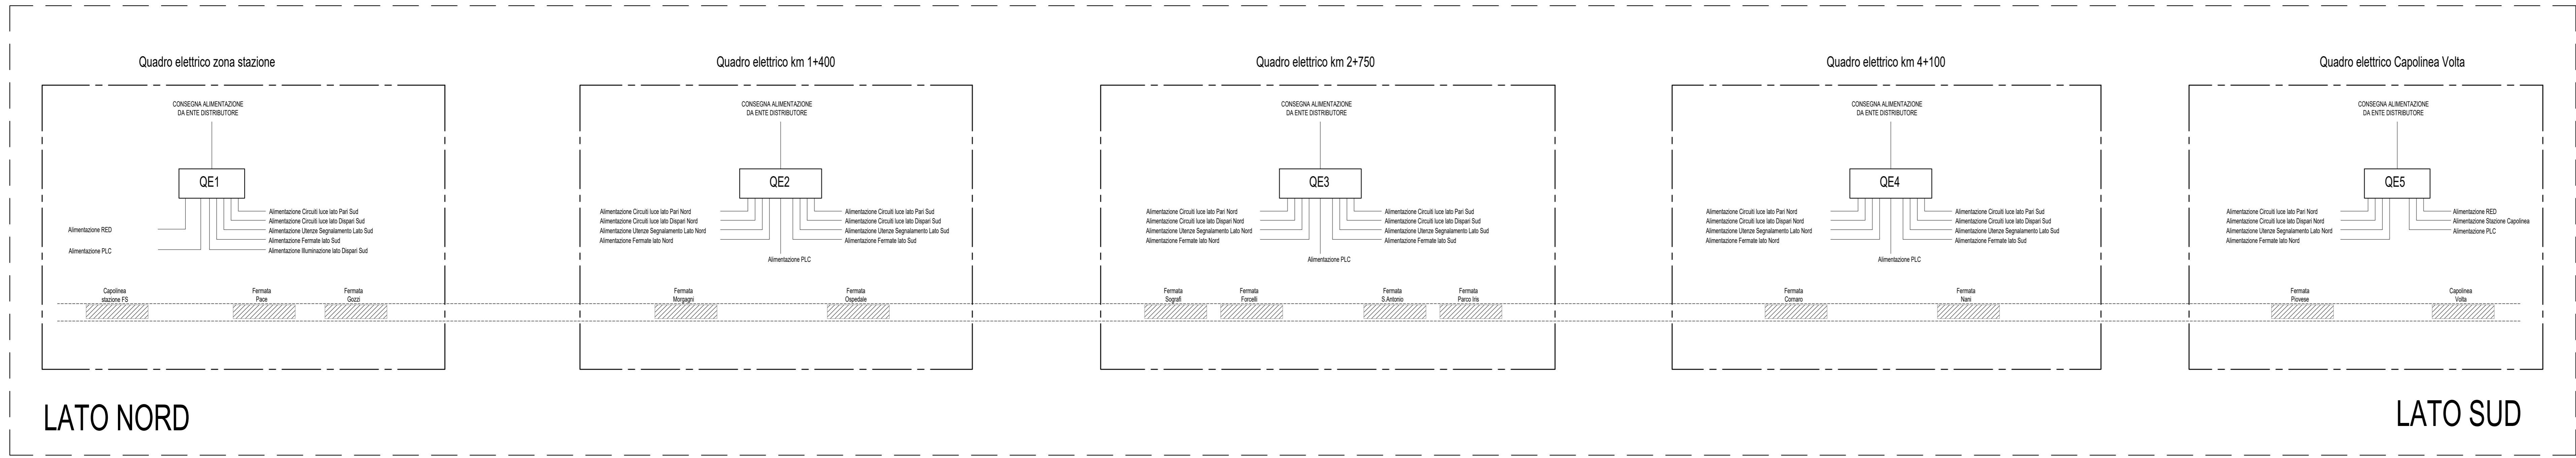 Quadro elettrico zona stazione
CONSEGNA ALIMENTAZIONE
DA ENTE DISTRIBUTORE
QE1
Alimentazione RED
Alimentazione PLC
Alimentazione Circuiti luce lato Pari Sud
Alimentazione Circuiti luce lato Dispari Sud
Alimentazione Utenze Segnalamento Lato Sud
Alimentazione Fermate lato Sud
Alimentazione Illuminazione lato Dispari Sud
Capolinea
stazione FS
Fermata
Pace
Fermata
Gozzi
Quadro elettrico km 1+400
CONSEGNA ALIMENTAZIONE
DA ENTE DISTRIBUTORE
QE2
Alimentazione Circuiti luce lato Pari Nord
Alimentazione Circuiti luce lato Dispari Nord
Alimentazione Utenze Segnalamento Lato Nord
Alimentazione Fermate lato Nord
Alimentazione Circuiti luce lato Pari Sud
Alimentazione Circuiti luce lato Dispari Sud
Alimentazione Utenze Segnalamento Lato Sud
Alimentazione Fermate lato Sud
Alimentazione PLC
Fermata
Morgagni
Fermata
Ospedale
Quadro elettrico km 2+750
CONSEGNA ALIMENTAZIONE
DA ENTE DISTRIBUTORE
QE3
Alimentazione Circuiti luce lato Pari Nord
Alimentazione Circuiti luce lato Dispari Nord
Alimentazione Utenze Segnalamento Lato Nord
Alimentazione Fermate lato Nord
Alimentazione Circuiti luce lato Pari Sud
Alimentazione Circuiti luce lato Dispari Sud
Alimentazione Utenze Segnalamento Lato Sud
Alimentazione Fermate lato Sud
Alimentazione PLC
Fermata
Sografi
Fermata
Forcelli
Fermata
S.Antonio
Fermata
Parco Iris
Quadro elettrico km 4+100
CONSEGNA ALIMENTAZIONE
DA ENTE DISTRIBUTORE
QE4
Alimentazione Circuiti luce lato Pari Nord
Alimentazione Circuiti luce lato Dispari Nord
Alimentazione Utenze Segnalamento Lato Nord
Alimentazione Fermate lato Nord
Alimentazione Circuiti luce lato Pari Sud
Alimentazione Circuiti luce lato Dispari Sud
Alimentazione Utenze Segnalamento Lato Sud
Alimentazione Fermate lato Sud
Alimentazione PLC
Fermata
Cornaro
Fermata
Nani
Quadro elettrico Capolinea Volta
CONSEGNA ALIMENTAZIONE
DA ENTE DISTRIBUTORE
QE5
Alimentazione Circuiti luce lato Pari Nord
Alimentazione Circuiti luce lato Dispari Nord
Alimentazione Utenze Segnalamento Lato Nord
Alimentazione Fermate lato Nord
Alimentazione RED
Alimentazione Stazione Capolinea
Alimentazione PLC
Fermata
Piovese
Capolinea
Volta
LATO NORD
LATO SUD